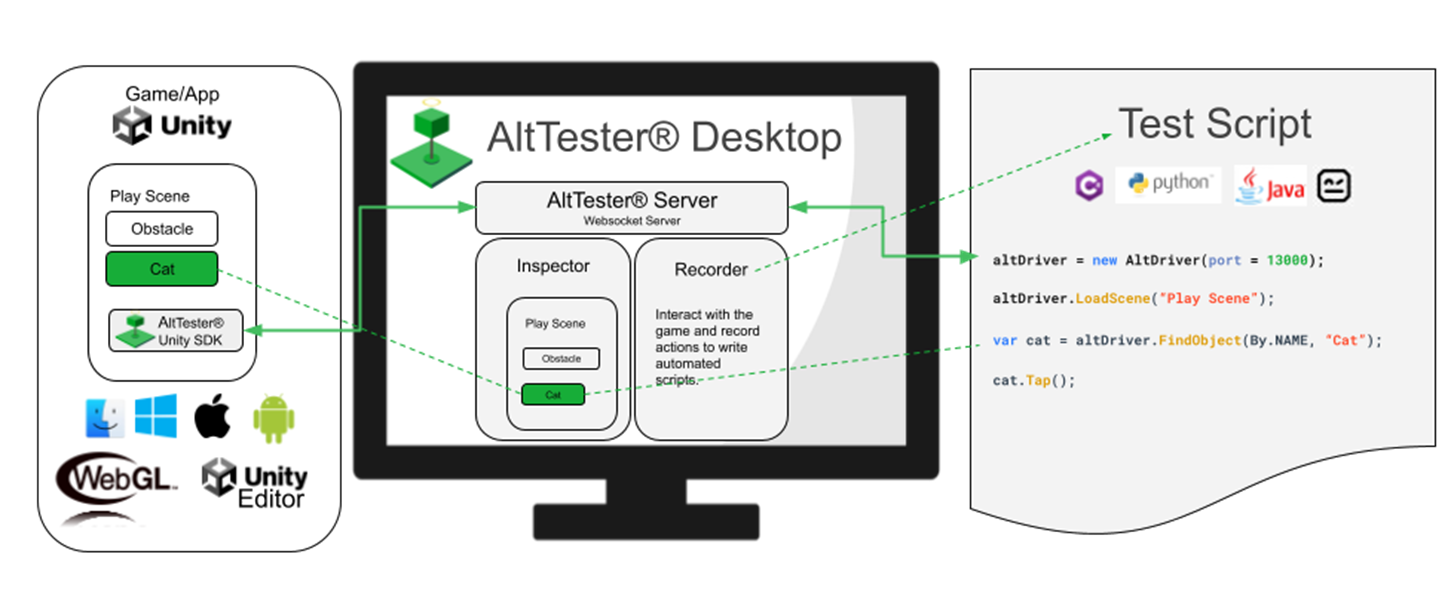 Game/App
Unity
Play Scene
Obstacle
Cat
AltTester®
Unity SDK
WebGL™
Unity
Editor
AltTester® Desktop
AltTester® Server
Websocket Server
Inspector
Play Scene
Obstacle
Cat
Recorder
Interact with the
game and record
actions to write
automated
scripts.
Test Script
C
python™
Java
altDriver = new AltDriver(port = 13000);
altDriver.LoadScene("Play Scene");
var cat = altDriver.FindObject(By.NAME, "Cat");
cat.Tap();